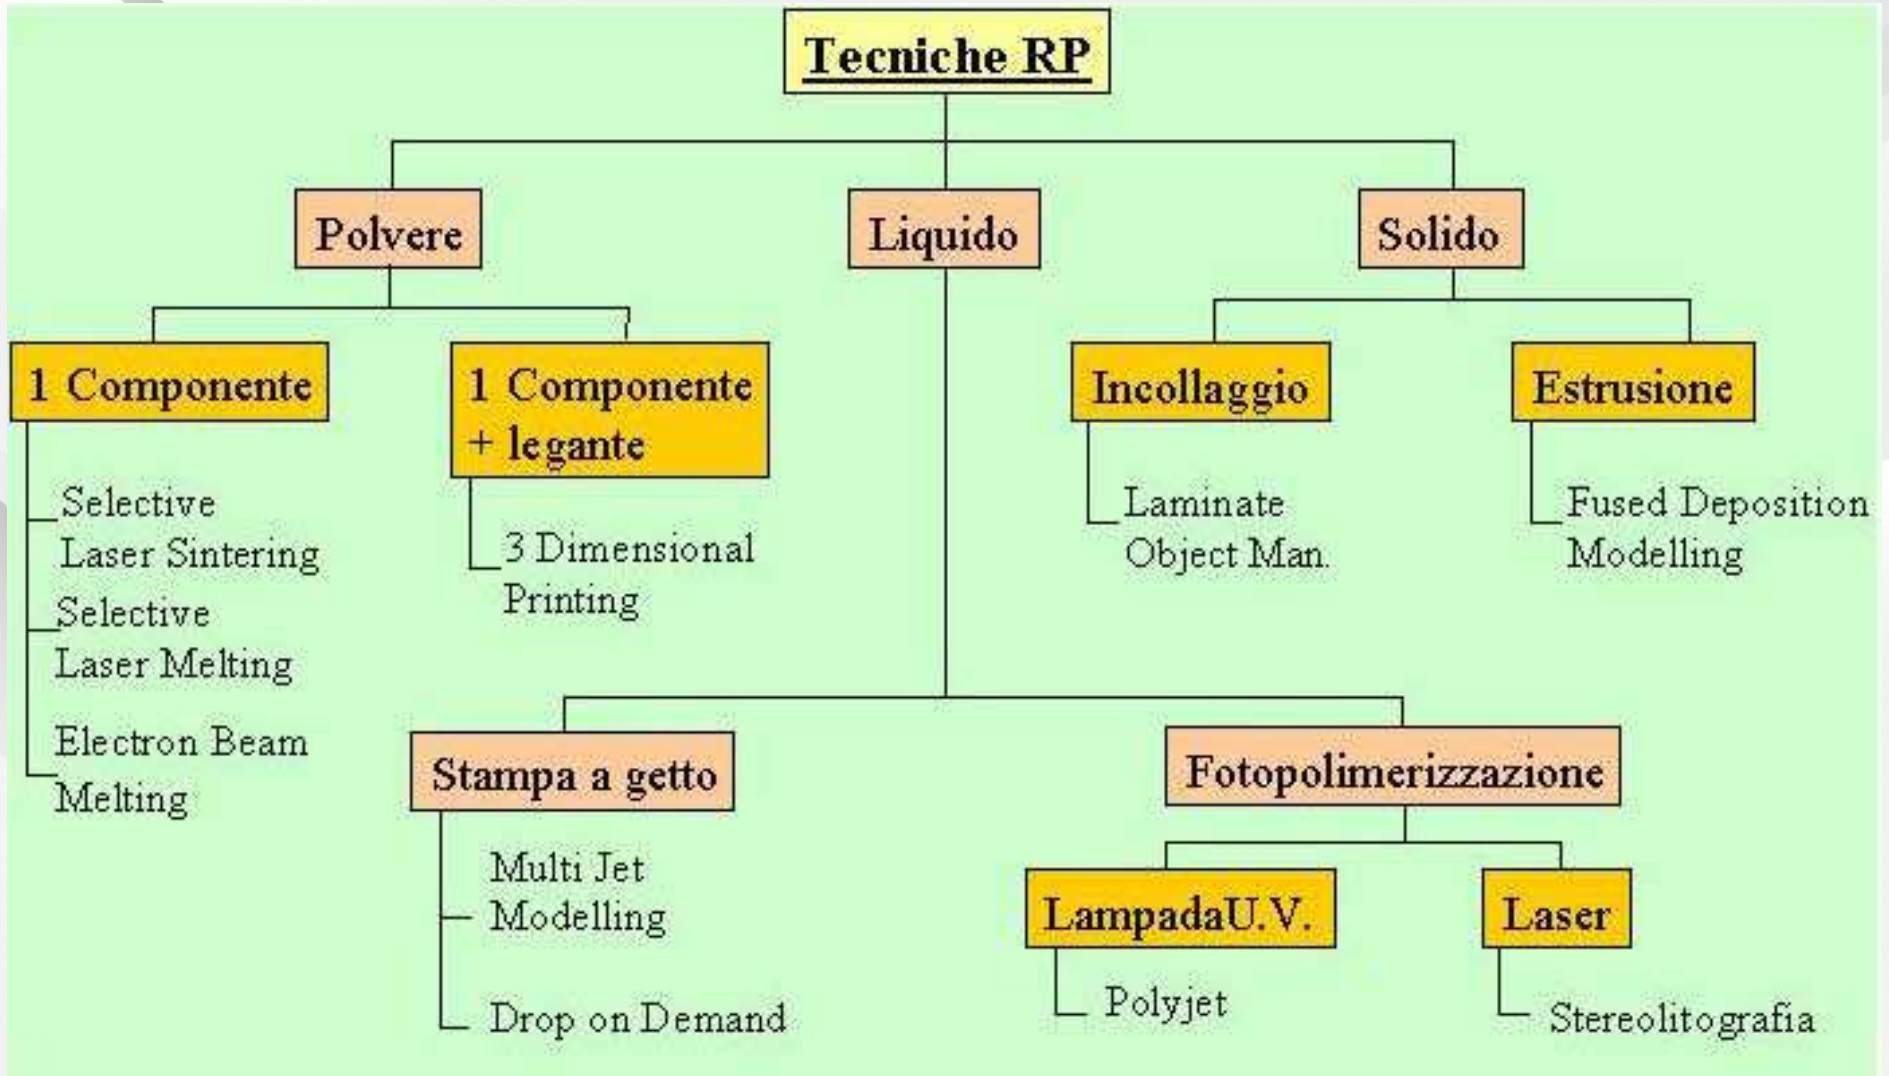 Tecniche RP
Polvere
Liquido
Solido
1 Componente
1 Componente
+ legante
Incollaggio
Estrusione
Selective
Laser Sintering
Selective
Laser Melting
Electron Beam
Melting
3 Dimensional
Printing
Laminate
Object Man.
Fused Deposition
Modelling
Stampa a getto
Multi Jet
Modelling
Drop on Demand
Fotopolimerizzazione
LampadaU.V.
Laser
Polyjet
Stereolitografia